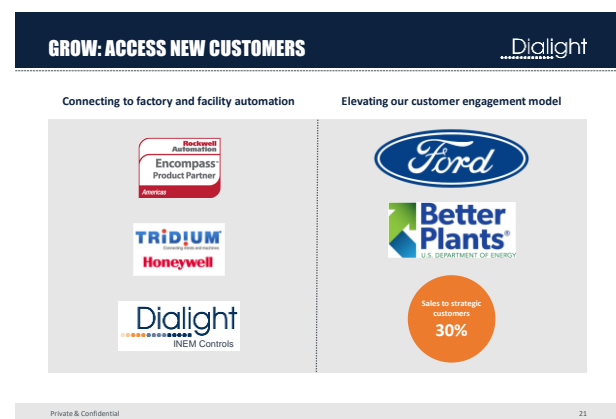 GROW: ACCESS NEW CUSTOMERS
Dialight
Connecting to factory and facility automation
Elevating our customer engagement model
Rockwell
Automation
Encompass™
Product Partner
Americas
TRIDIUM
Connecting devices and machines
Honeywell
Dialight
INEM Controls
Ford
Better
Plants®
U.S. DEPARTMENT OF ENERGY
Sales to strategic
customers
30%
Private & Confidential
21